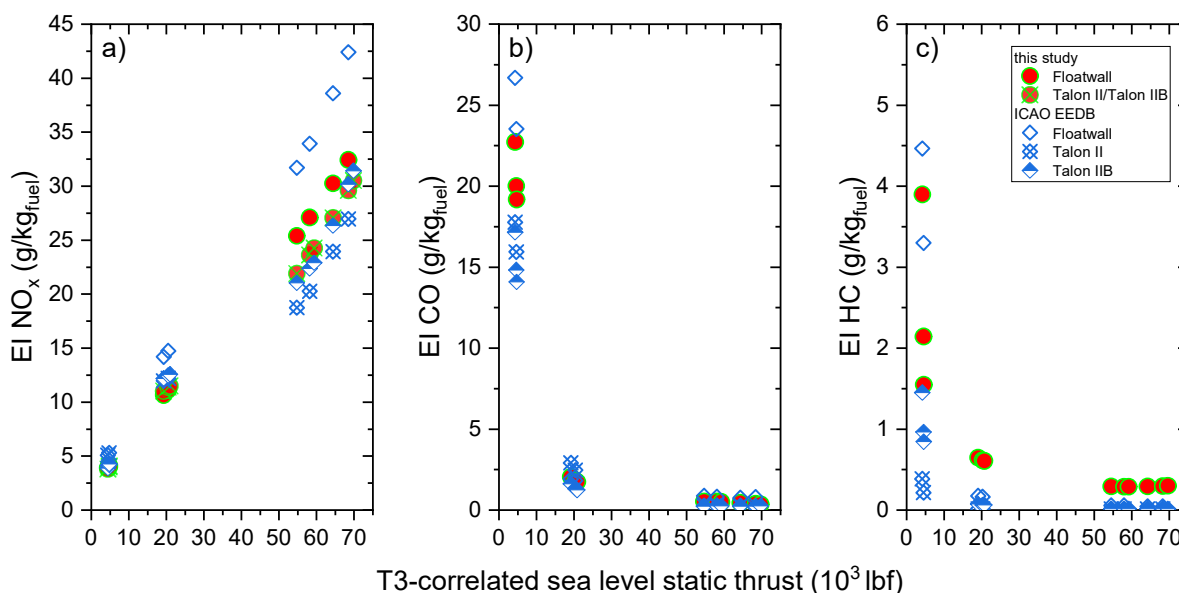 a)
45
40
35
30
25
20
15
10
5
0
EI NOx (g/kgfuel)
0 10 20 30 40 50 60 70
b)
30
25
20
15
10
5
0
EI CO (g/kgfuel)
0 10 20 30 40 50 60 70
c)
6
5
4
3
2
1
0
EI HC (g/kgfuel)
0 10 20 30 40 50 60 70
this study
Floatwall
Talon II/Talon IIB
ICAO EEDB
Floatwall
Talon II
Talon IIB
T3-correlated sea level static thrust (10³ lbf)